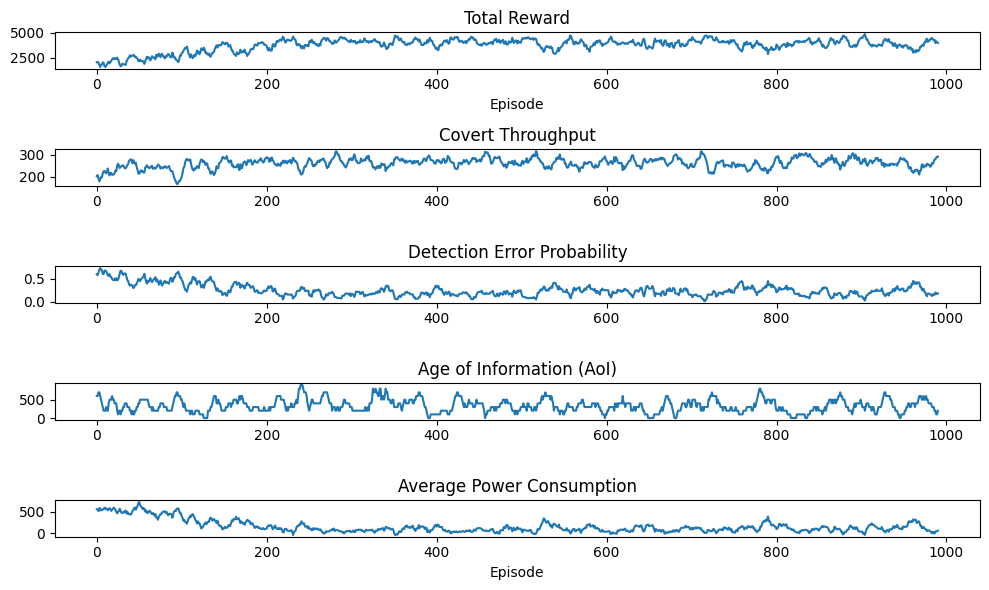 Total Reward
5000
2500
0 200 400 600 800 1000
Episode
Covert Throughput
300
200
0 200 400 600 800 1000
Detection Error Probability
0.5
0.0
0 200 400 600 800 1000
Age of Information (AoI)
500
0
0 200 400 600 800 1000
Average Power Consumption
500
0
0 200 400 600 800 1000
Episode